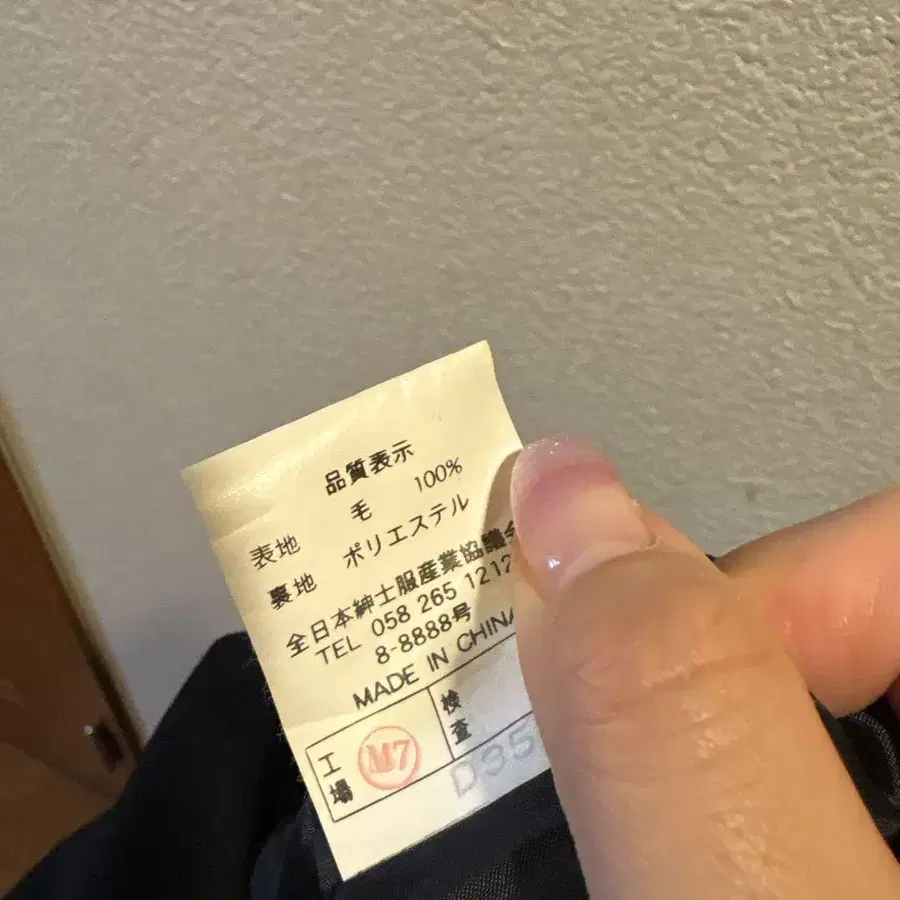 品質表示
表地 毛 100%
裏地 ポリエステル
全日本紳士服産業協議会
TEL 058 265 1212
8-8888号
MADE IN CHINA
工場 M7 検査 D35